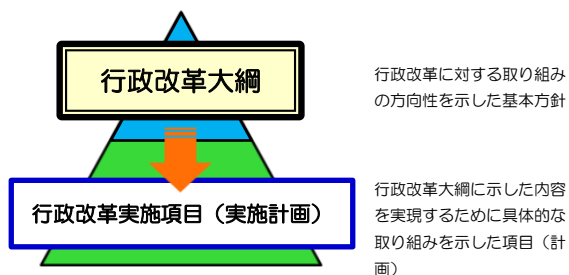 行政改革大綱
行政改革に対する取り組み
の方向性を示した基本方針
行政改革実施項目（実施計画）
行政改革大綱に示した内容
を実現するために具体的な
取り組みを示した項目（計
画）